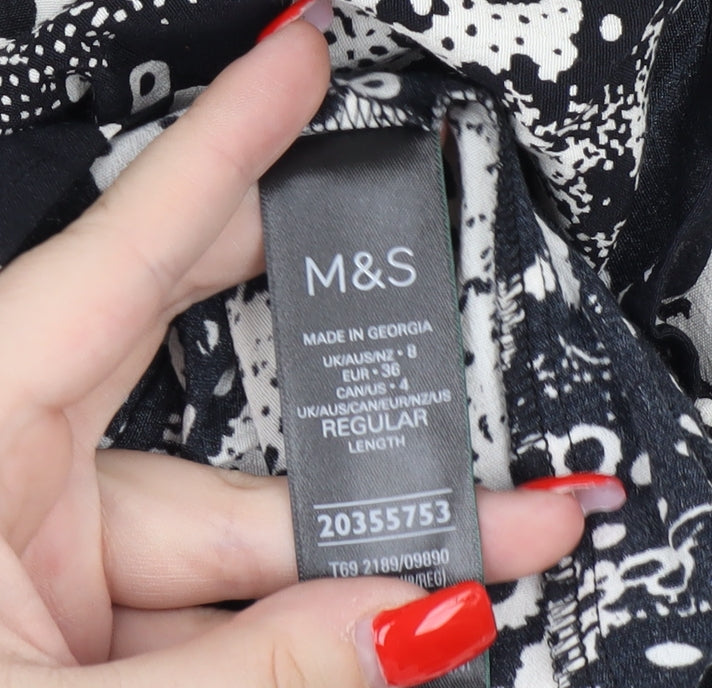 M&S
MADE IN GEORGIA
UK/AUS/NZ • 8
EUR • 36
CAN/US • 4
UK/AUS/CAN/EUR/NZ/US
REGULAR
LENGTH
20355753
T69 2189/09890
/REG)